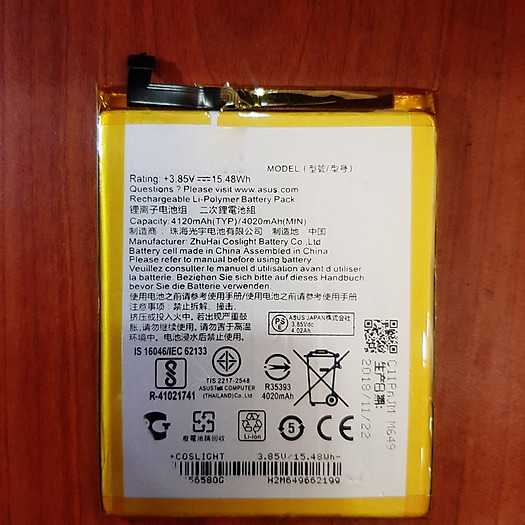 MODEL (型號/型号)
Rating: +3.85V⎓15.48Wh
Questions ? Please visit www.asus.com
Rechargeable Li-Polymer Battery Pack
锂离子电池组 二次鋰電池組
4120mAh(TYP)/4020mAh(MIN)
制造商 : 珠海光宇电池有限公司 制造地 : 中国
Manufacturer: ZhuHai Coslight Battery Co.,Ltd
Battery cell made in China Assembled in China
Please refer to manual before using battery
Veuillez consulter le manuel d'utilisation avant d'utiliser
la batterie. Beziehen Sie sich bitte auf das Handbuch
bevor Sie die Batterie verwenden
使用电池之前请参考使用手册/使用電池之前請參考使用手冊
警告 : 禁止拆解、撞击、
挤压或投入火中。若出现严重鼓
胀, 请勿继续使用。请勿置于高温
环境中。电池浸水后禁止使用。
PS
ASUS JAPAN株式会社
3.85Vdc
4.02Ah
IS 16046/IEC 62133
R-41021741
TIS 2217-2548
ASUSTeK COMPUTER
(THAILAND) Co., Ltd.
R35393
4020mAh
C11PnJM M649
生产日期:
2018/11/22
廢電池請回收
Li-ion
5
CE
+COSLIGHT 3.85V/15.48Wh-
56580G H2M649662199